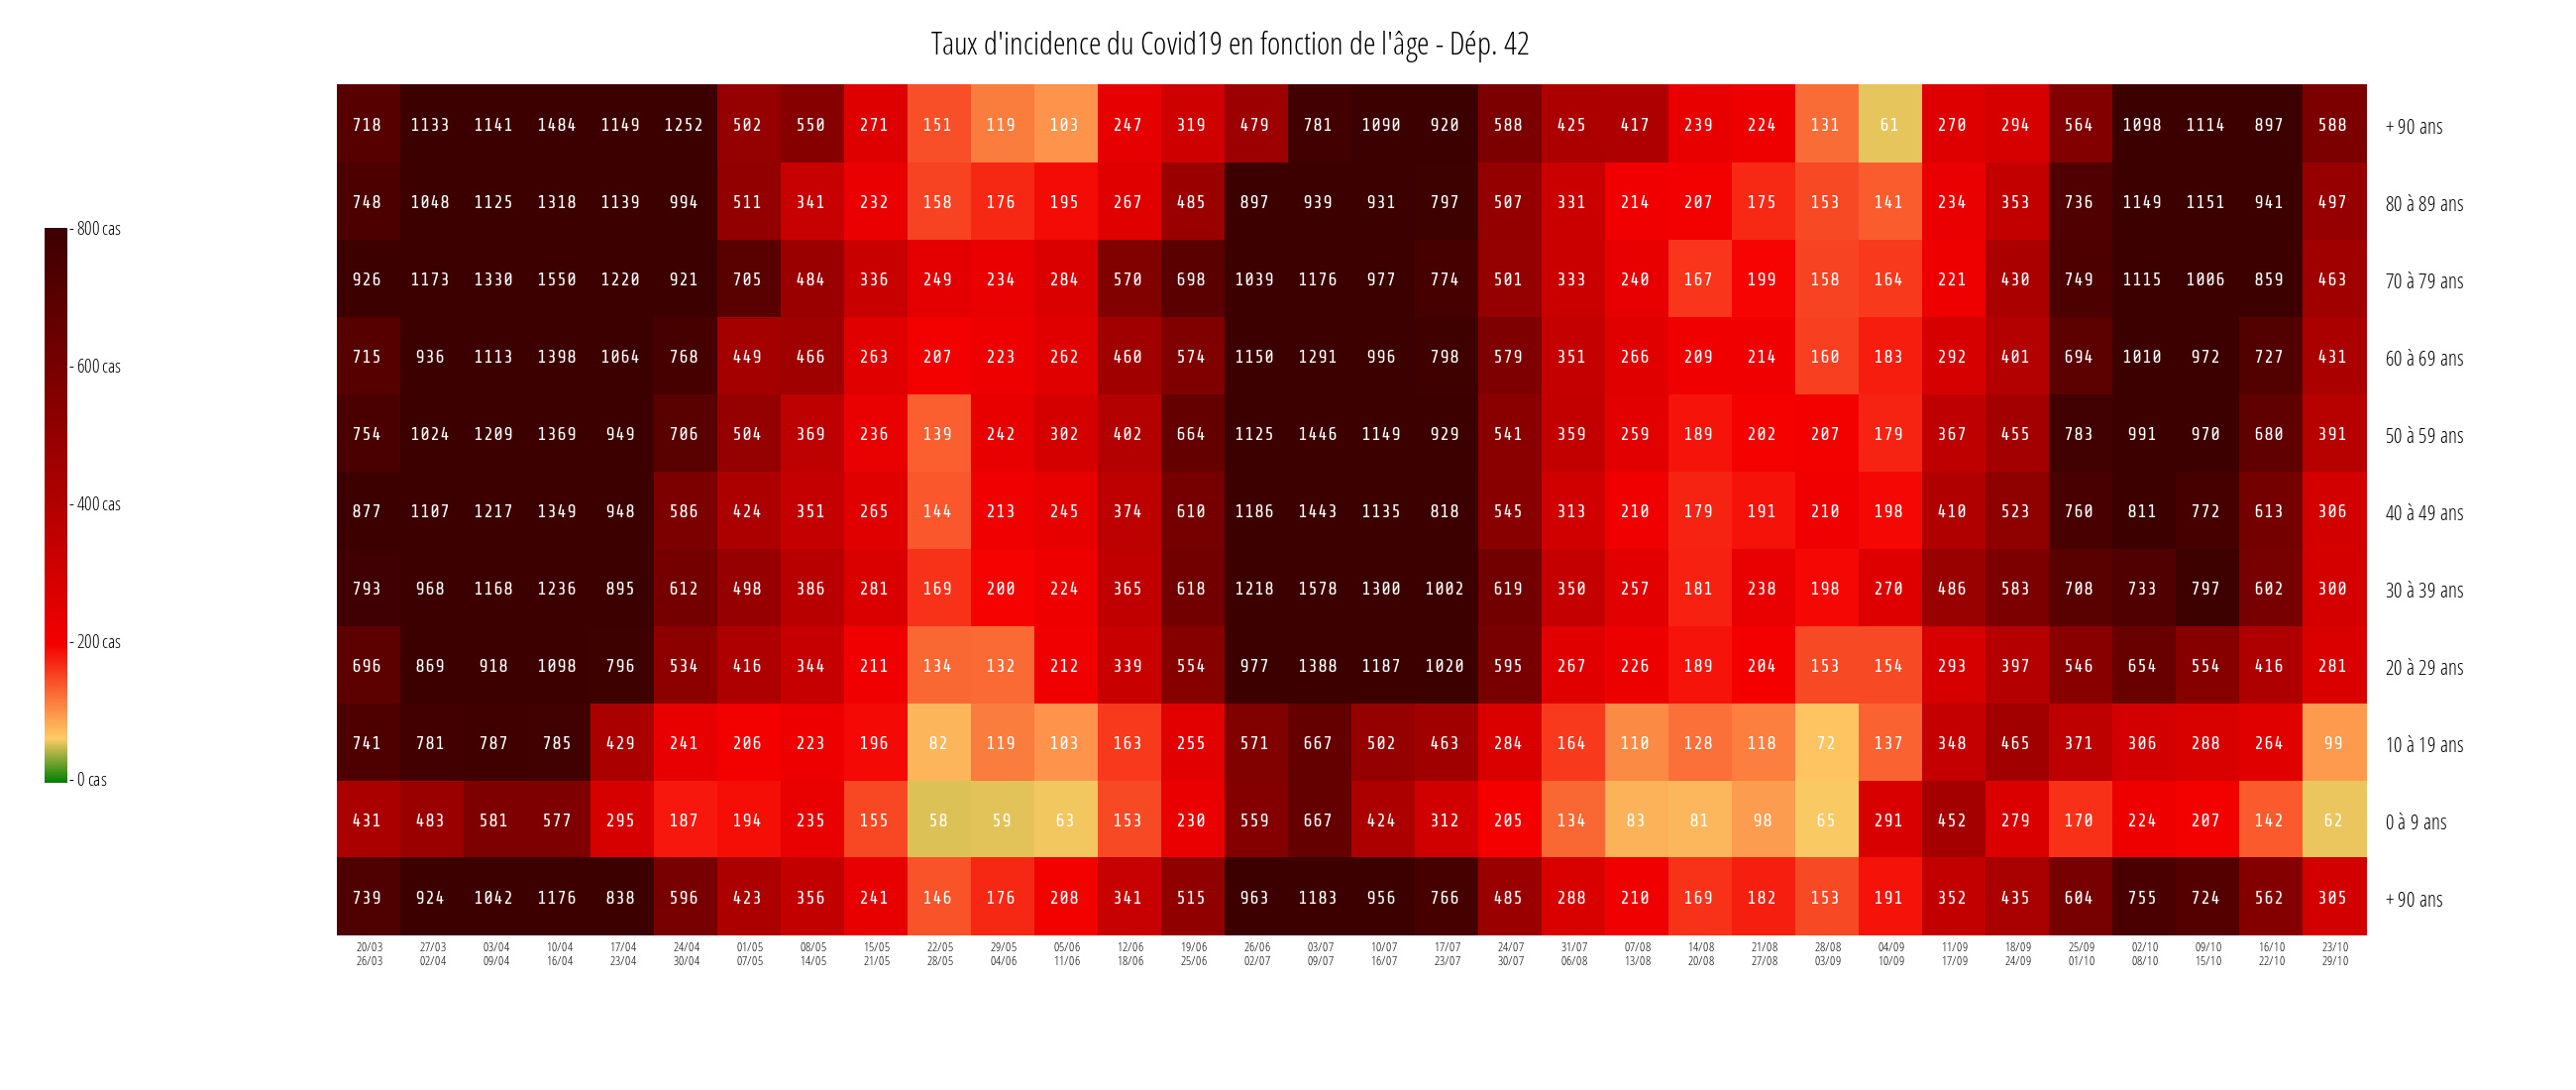 Taux d'incidence du Covid19 en fonction de l'âge - Dép. 42
718 1133 1141 1484 1149 1252 502 550 271 151 119 103 247 319 479 781 1090 920 588 425 417 239 224 131 61 270 294 564 1098 1114 897 588 + 90 ans
748 1048 1125 1318 1139 994 511 341 232 158 176 195 267 485 897 939 931 797 507 331 214 207 175 153 141 234 353 736 1149 1151 941 497 80 à 89 ans
- 800 cas
926 1173 1330 1550 1220 921 705 484 336 249 234 284 570 698 1039 1176 977 774 501 333 240 167 199 158 164 221 430 749 1115 1006 859 463 70 à 79 ans
715 936 1113 1398 1064 768 449 466 263 207 223 262 460 574 1150 1291 996 798 579 351 266 209 214 160 183 292 401 694 1010 972 727 431 60 à 69 ans
- 600 cas
754 1024 1209 1369 949 706 504 369 236 139 242 302 402 664 1125 1446 1149 929 541 359 259 189 202 207 179 367 455 783 991 970 680 391 50 à 59 ans
- 400 cas
877 1107 1217 1349 948 586 424 351 265 144 213 245 374 610 1186 1443 1135 818 545 313 210 179 191 210 198 410 523 760 811 772 613 306 40 à 49 ans
793 968 1168 1236 895 612 498 386 281 169 200 224 365 618 1218 1578 1300 1002 619 350 257 181 238 198 270 486 583 708 733 797 602 300 30 à 39 ans
- 200 cas
696 869 918 1098 796 534 416 344 211 134 132 212 339 554 977 1388 1187 1020 595 267 226 189 204 153 154 293 397 546 654 554 416 281 20 à 29 ans
741 781 787 785 429 241 206 223 196 82 119 103 163 255 571 667 502 463 284 164 110 128 118 72 137 348 465 371 306 288 264 99 10 à 19 ans
- 0 cas
431 483 581 577 295 187 194 235 155 58 59 63 153 230 559 667 424 312 205 134 83 81 98 65 291 452 279 170 224 207 142 62 0 à 9 ans
739 924 1042 1176 838 596 423 356 241 146 176 208 341 515 963 1183 956 766 485 288 210 169 182 153 191 352 435 604 755 724 562 305 + 90 ans
20/03 27/03 03/04 10/04 17/04 24/04 01/05 08/05 15/05 22/05 29/05 05/06 12/06 19/06 26/06 03/07 10/07 17/07 24/07 31/07 07/08 14/08 21/08 28/08 04/09 11/09 18/09 25/09 02/10 09/10 16/10 23/10
26/03 02/04 09/04 16/04 23/04 30/04 07/05 14/05 21/05 28/05 04/06 11/06 18/06 25/06 02/07 09/07 16/07 23/07 30/07 06/08 13/08 20/08 27/08 03/09 10/09 17/09 24/09 01/10 08/10 15/10 22/10 29/10